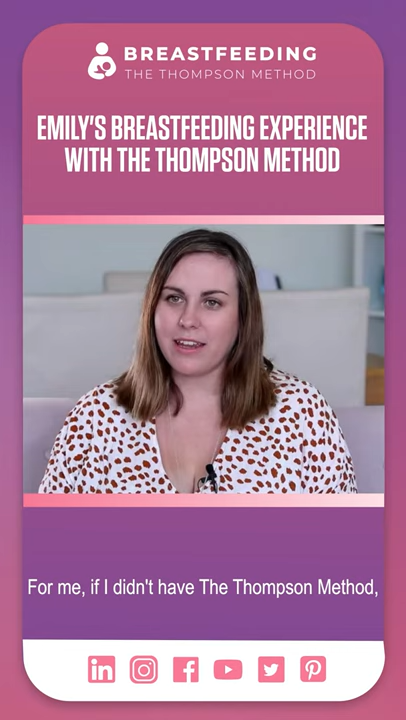 BREASTFEEDING
THE THOMPSON METHOD
EMILY'S BREASTFEEDING EXPERIENCE
WITH THE THOMPSON METHOD
For me, if I didn't have The Thompson Method,